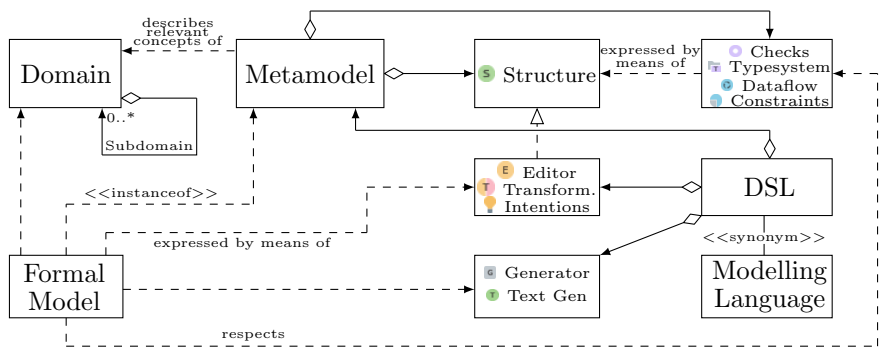 describes
relevant
concepts of
Domain
Metamodel
S Structure
expressed by
means of
Checks
T Typesystem
Dataflow
Constraints
0..*
Subdomain
<<instanceof>>
E Editor
T Transform.
Intentions
DSL
expressed by means of
<<synonym>>
Formal
Model
G Generator
T Text Gen
Modelling
Language
respects